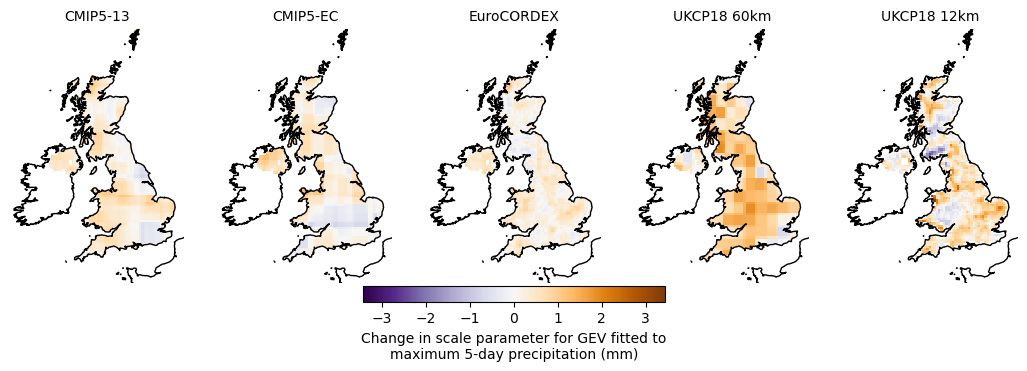 CMIP5-13 CMIP5-EC EuroCORDEX UKCP18 60km UKCP18 12km
−3 −2 −1 0 1 2 3
Change in scale parameter for GEV fitted to
maximum 5-day precipitation (mm)